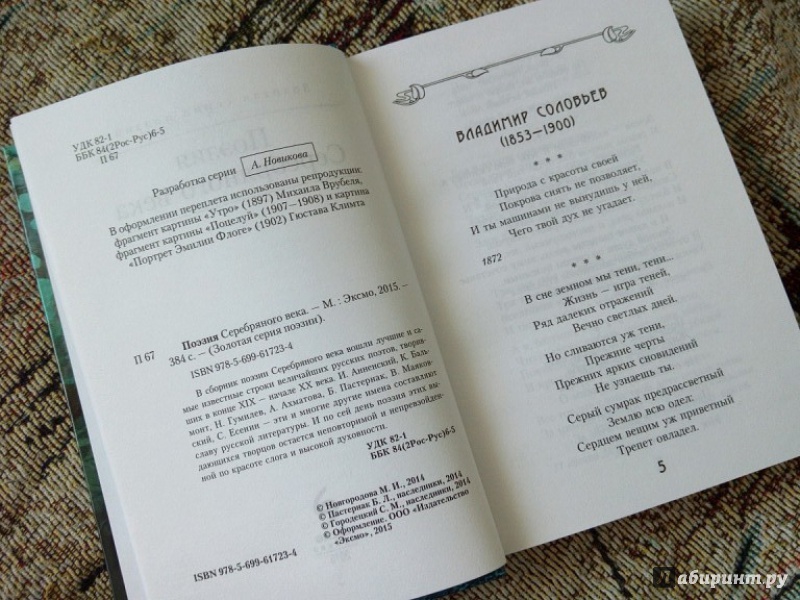 УДК 82-1
ББК 84(2Рос-Рус)6-5
П 67
Разработка серии А. Новикова
В оформлении переплета использованы репродукции:
фрагмент картины «Утро» (1897) Михаила Врубеля,
фрагмент картины «Поцелуй» (1907—1908) и картина
«Портрет Эмилии Флоге» (1902) Гюстава Климта
П 67
Поэзия Серебряного века. — М. : Эксмо, 2015. —
384 с. — (Золотая серия поэзии).
ISBN 978-5-699-61723-4
В сборник поэзии Серебряного века вошли лучшие и са-
мые известные строки величайших русских поэтов, творив-
ших в конце XIX — начале XX века. И. Анненский, К. Баль-
монт, Н. Гумилев, А. Ахматова, Б. Пастернак, В. Маяков-
ский, С. Есенин — эти и многие другие имена составляют
славу русской литературы. И по сей день поэзия этих вы-
дающихся творцов остается неповторимой и непревзойден-
ной по красоте слога и высокой духовности.
УДК 82-1
ББК 84(2Рос-Рус)6-5
© Новгородова М. И., 2014
© Пастернак Б. Л., наследники, 2014
© Городецкий С. М., наследники, 2014
© Оформление. ООО «Издательство
«Эксмо», 2015
ISBN 978-5-699-61723-4
ВЛАДИМИР СОЛОВЬЕВ
(1853—1900)
* * *
Природа с красоты своей
Покрова снять не позволяет,
И ты машинами не вынудишь у ней,
Чего твой дух не угадает.
1872
* * *
В сне земном мы тени, тени...
Жизнь — игра теней,
Ряд далеких отражений
Вечно светлых дней.
Но сливаются уж тени,
Прежние черты
Прежних ярких сновидений
Не узнаешь ты.
Серый сумрак предрассветный
Землю всю одел;
Сердцем вещим уж приветный
Трепет овладел.
5
Лабиринт.ру